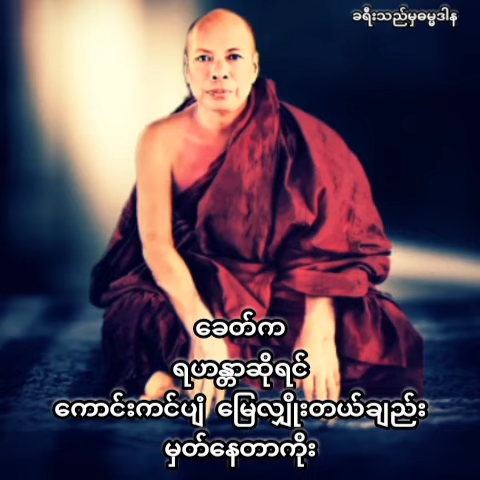 ခရီးသည်မှဓမ္မဒါန
ခေတ်က
ရဟန္တာဆိုရင်
ကောင်းကင်ပျံ မြေလျှိုးတယ်ချည်း
မှတ်နေတာကိုး